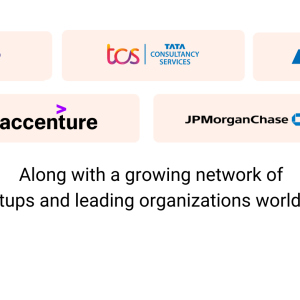 tcs TATA
CONSULTANCY
SERVICES
accenture
JPMorganChase
Along with a growing network of
tups and leading organizations world